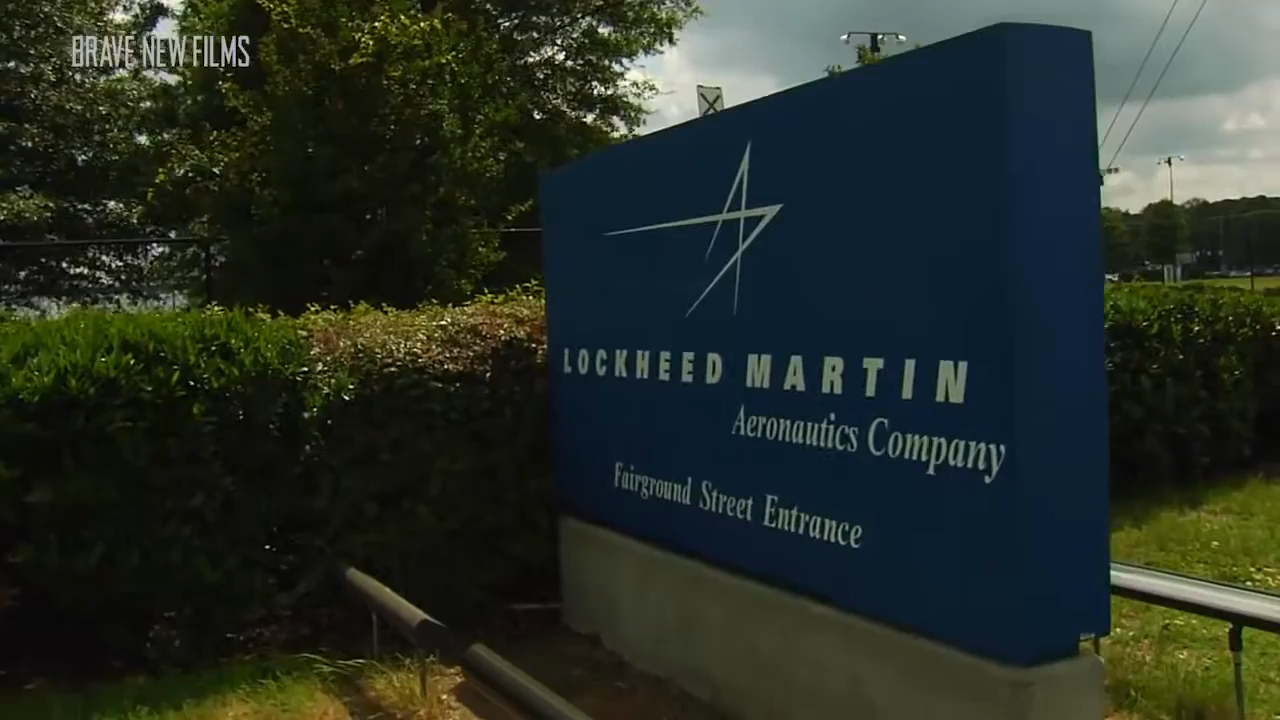 BRAVE NEW FILMS
LOCKHEED MARTIN
Aeronautics Company
Fairground Street Entrance